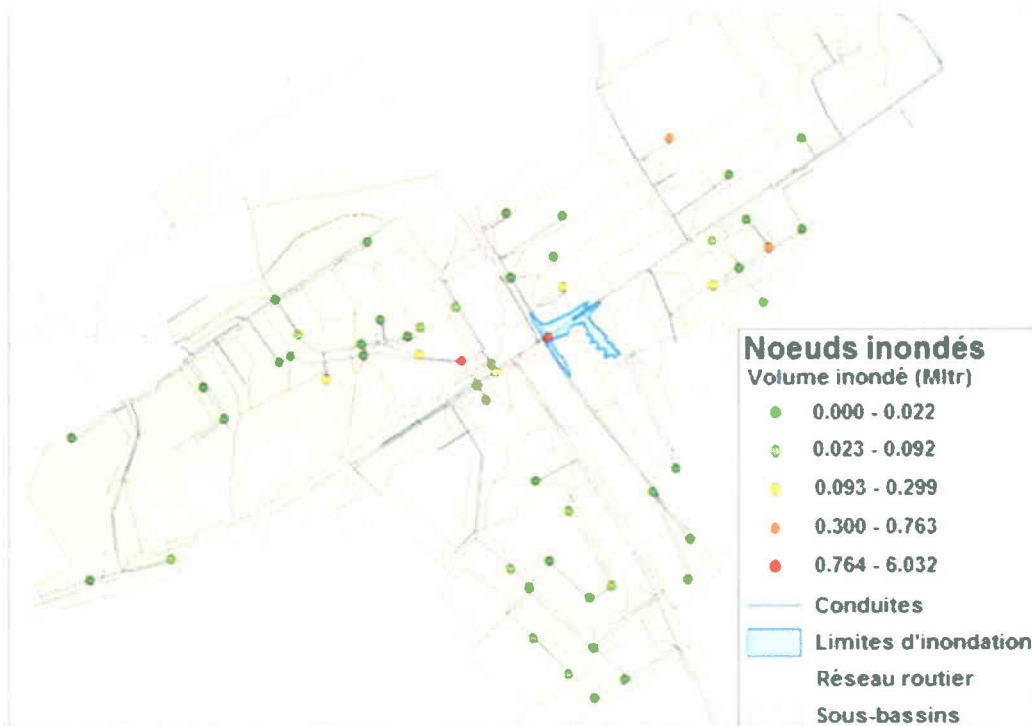 Noeuds inondés
Volume inondé (Mltr)
0.000 - 0.022
0.023 - 0.092
0.093 - 0.299
0.300 - 0.763
0.764 - 6.032
Conduites
Limites d'inondation
Réseau routier
Sous-bassins